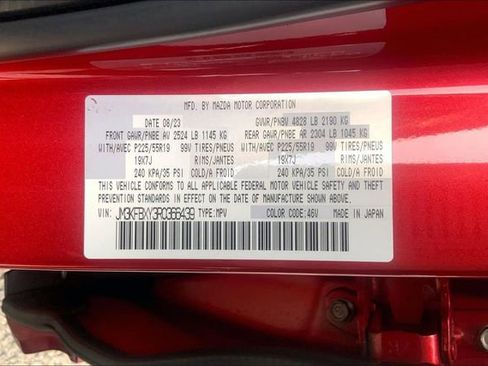 MFD. BY MAZDA MOTOR CORPORATION
DATE 08/23 GVWR/PNBV 4828 LB 2190 KG
FRONT GAWR/PNBE AV 2524 LB 1145 KG REAR GAWR/PNBE AR 2304 LB 1045 KG
WITH/AVEC P225/55R19 99V TIRES/PNEUS WITH/AVEC P225/55R19 99V TIRES/PNEUS
19X7J RIMS/JANTES 19X7J RIMS/JANTES
240 KPA/35 PSI COLD/A FROID 240 KPA/35 PSI COLD/A FROID
THIS VEHICLE CONFORMS TO ALL APPLICABLE FEDERAL MOTOR VEHICLE SAFETY, BUMPER, AND
THEFT PREVENTION STANDARDS IN EFFECT ON THE DATE OF MANUFACTURE SHOWN ABOVE.
VIN: JM3KFBXY3R0366439 TYPE: MPV COLOR CODE: 46V MADE IN JAPAN